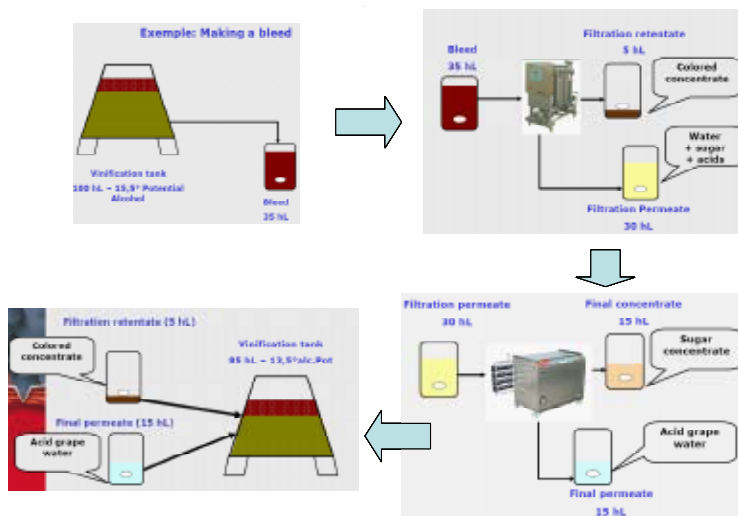 Exemple: Making a bleed
Vinification tank
100 hL – 15,5° Potential
Alcohol
Bleed
35 hL
Bleed
35 hL
Filtration retentate
5 hL
Colored
concentrate
Water
+ sugar
+ acids
Filtration Permeate
30 hL
Filtration permeate
30 hL
Final concentrate
15 hL
Sugar
concentrate
Acid grape
water
Final permeate
15 hL
Filtration retentate (5 hL)
Colored
concentrate
Vinification tank
85 hL – 13,5°alc.Pot
Final permeate (15 hL)
Acid grape
water